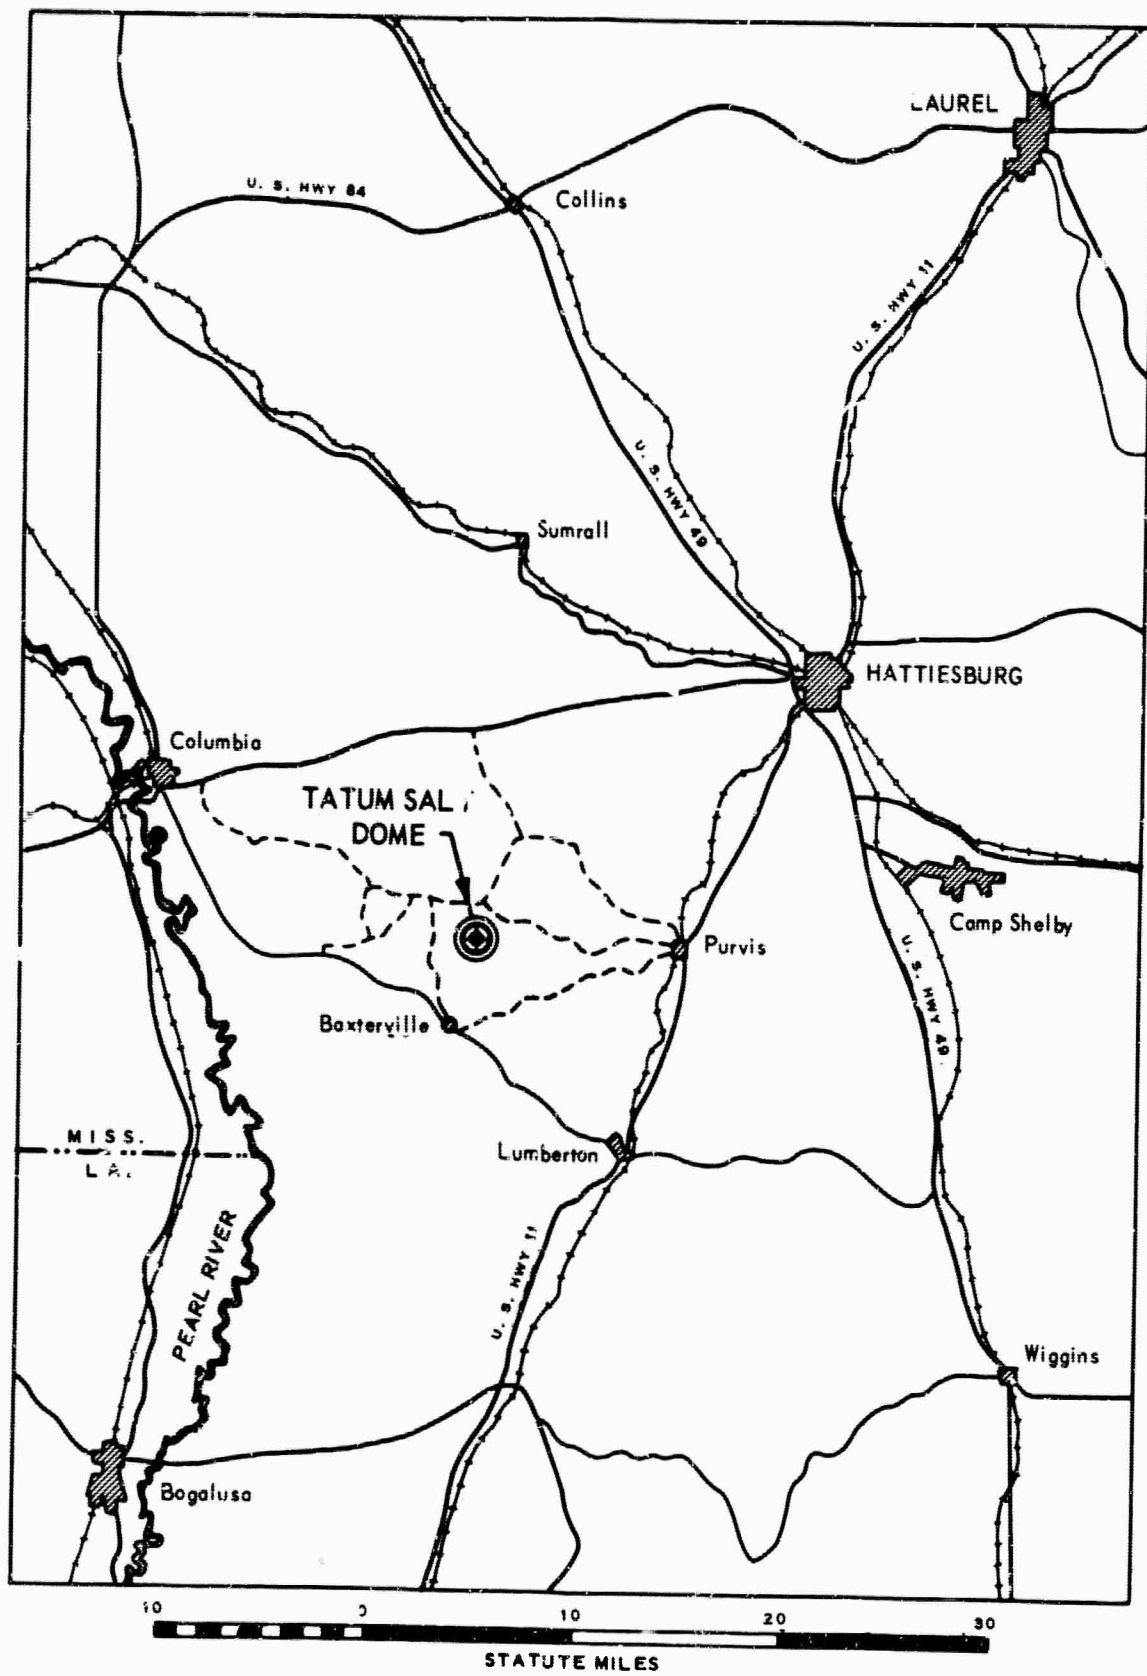 LAUREL
U. S. HWY 84
Collins
U. S. HWY 11
U. S. HWY 49
Sumrall
HATTIESBURG
Columbia
TATUM SAL
DOME
Camp Shelby
Purvis
U. S. HWY 49
Baxterville
MISS.
LA.
Lumberton
PEARL RIVER
U. S. HWY 11
Wiggins
Bogalusa
10 0 10 20 30
STATUTE MILES